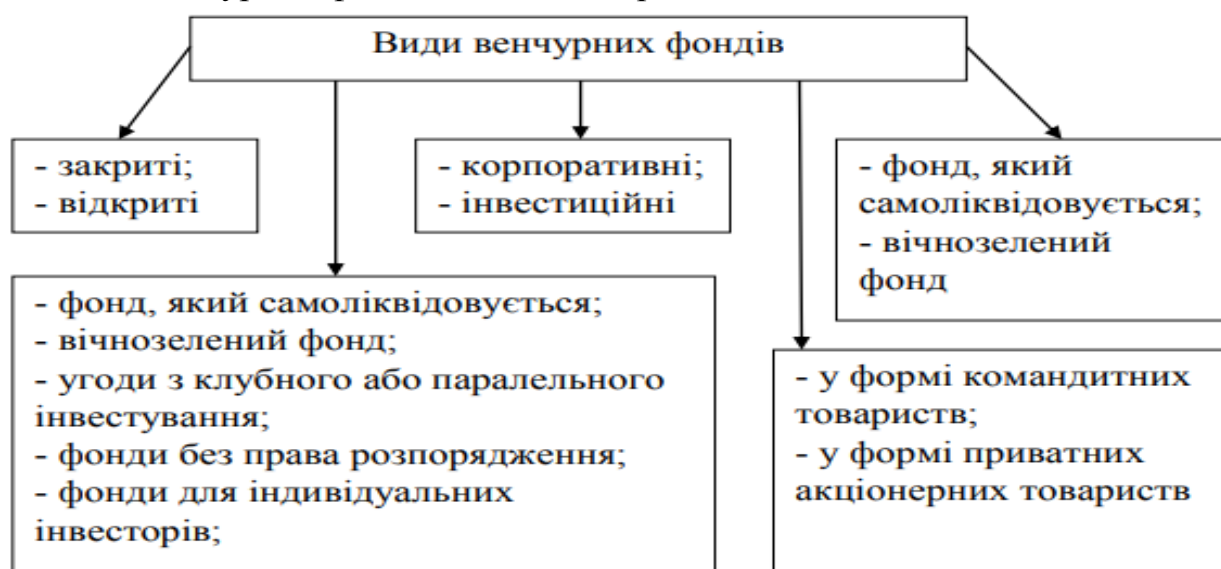 Види венчурних фондів
- закриті;
- відкриті
- корпоративні;
- інвестиційні
- фонд, який
самоліквідовується;
- вічнозелений
фонд
- фонд, який самоліквідовується;
- вічнозелений фонд;
- угоди з клубного або паралельного
інвестування;
- фонди без права розпорядження;
- фонди для індивідуальних
інвесторів;
- у формі командитних
товариств;
- у формі приватних
акціонерних товариств